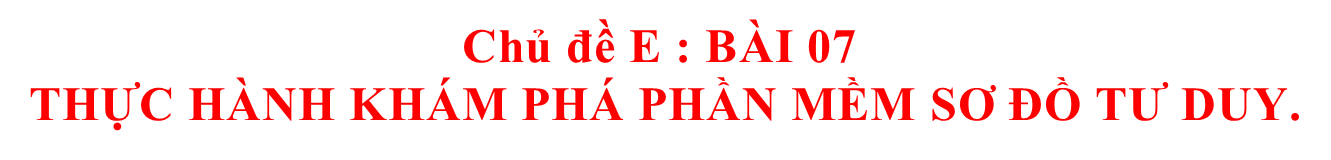 Chủ đề E : BÀI 07
THỰC HÀNH KHÁM PHÁ PHẦN MỀM SƠ ĐỒ TƯ DUY.